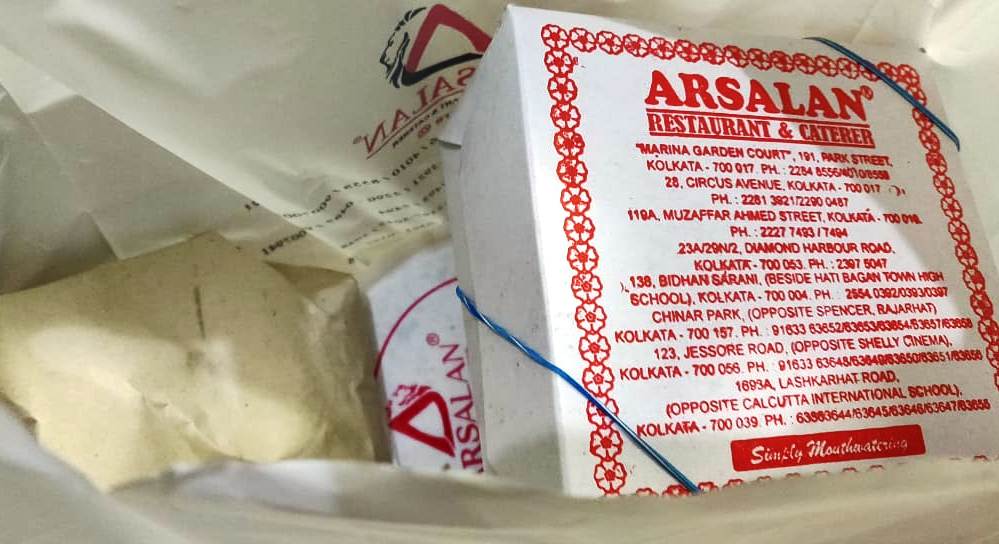 ARSALAN®
RESTAURANT & CATERER
"MARINA GARDEN COURT", 191, PARK STREET,
KOLKATA - 700 017. PH. : 2284 8556/4010/8558
28, CIRCUS AVENUE, KOLKATA - 700 017
PH. : 2281 3921/2290 0487
119A, MUZAFFAR AHMED STREET, KOLKATA - 700 016.
PH. : 2227 7493 / 7494
23A/29N/2, DIAMOND HARBOUR ROAD,
KOLKATA - 700 053. PH. : 2397 5047
138, BIDHAN SARANI, (BESIDE HATI BAGAN TOWN HIGH
SCHOOL), KOLKATA - 700 004. PH. : 2554 0392/0393/0397
CHINAR PARK, (OPPOSITE SPENCER, RAJARHAT)
KOLKATA - 700 157. PH. : 91633 63652/63653/63654/63657/63658
123, JESSORE ROAD, (OPPOSITE SHELLY CINEMA),
KOLKATA - 700 056. PH. : 91633 63648/63649/63650/63651/63656
1693A, LASHKARHAT ROAD,
(OPPOSITE CALCUTTA INTERNATIONAL SCHOOL),
KOLKATA - 700 039. PH. : 63363644/63645/63646/63647/63655
Simply Mouthwatering
ARSALAN®
ARSALAN